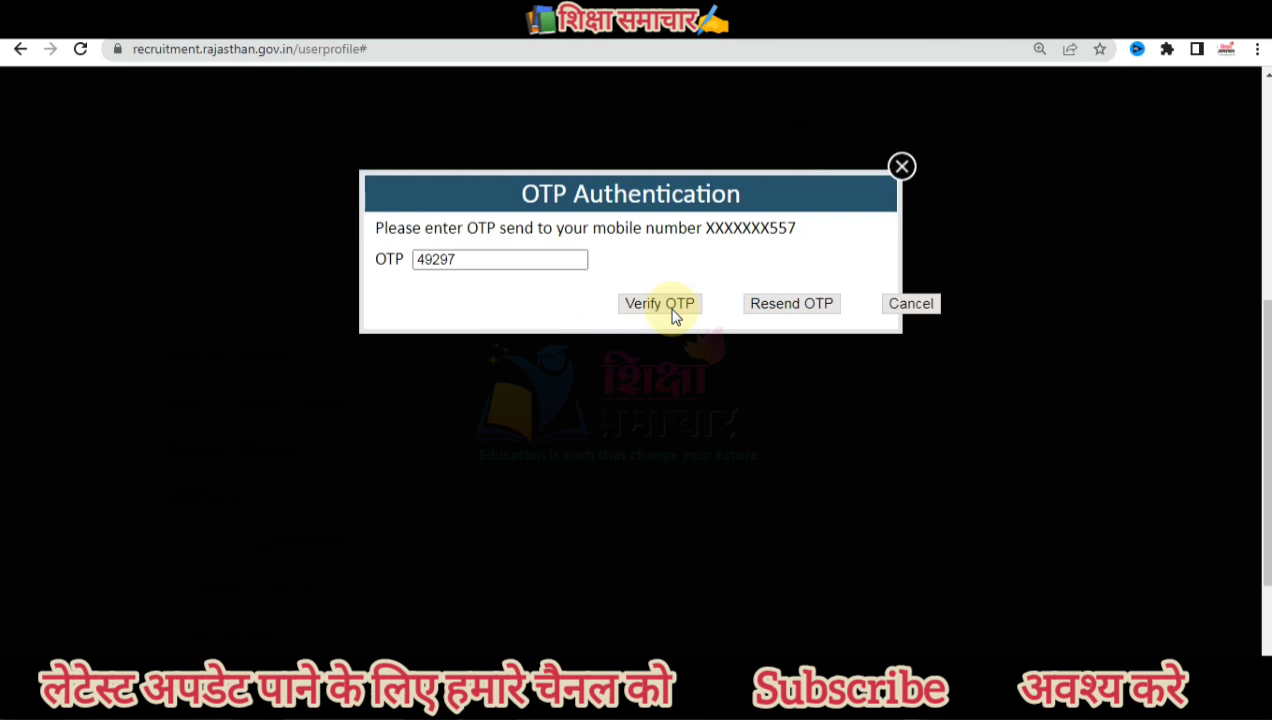 शिक्षा समाचार
recruitment.rajasthan.gov.in/userprofile#
OTP Authentication
Please enter OTP send to your mobile number XXXXXXX557
OTP 49297
Verify OTP Resend OTP Cancel
शिक्षा
समाचार
Education is such that change your future
लेटेस्ट अपडेट पाने के लिए हमारे चैनल को Subscribe अवश्य करे